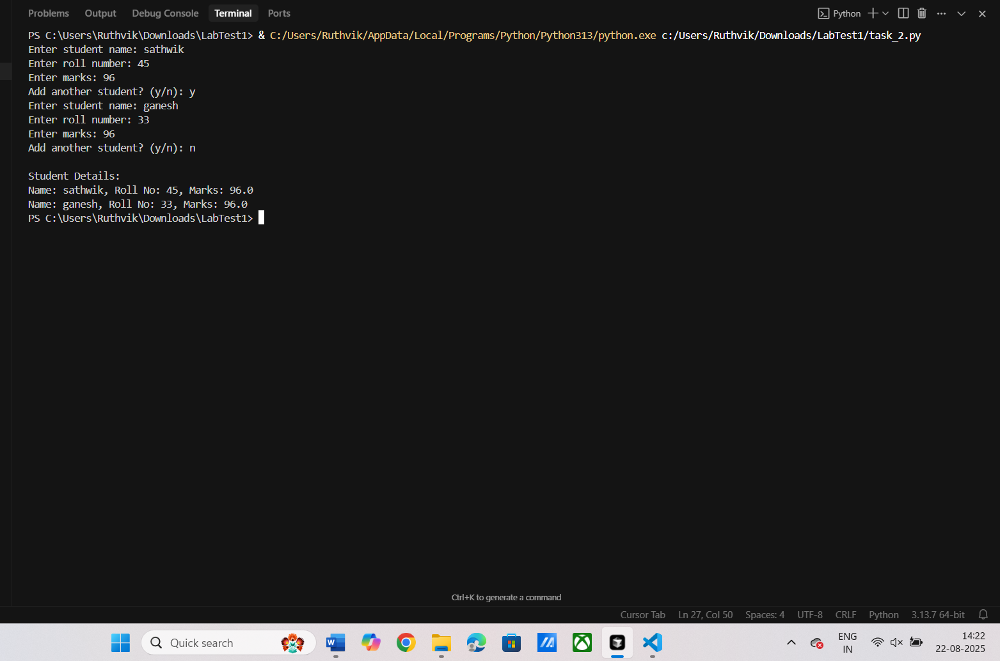 Problems Output Debug Console Terminal Ports Python
PS C:\Users\Ruthvik\Downloads\LabTest1> & C:/Users/Ruthvik/AppData/Local/Programs/Python/Python313/python.exe c:/Users/Ruthvik/Downloads/LabTest1/task_2.py
Enter student name: sathwik
Enter roll number: 45
Enter marks: 96
Add another student? (y/n): y
Enter student name: ganesh
Enter roll number: 33
Enter marks: 96
Add another student? (y/n): n
Student Details:
Name: sathwik, Roll No: 45, Marks: 96.0
Name: ganesh, Roll No: 33, Marks: 96.0
PS C:\Users\Ruthvik\Downloads\LabTest1>
Ctrl+K to generate a command
Cursor Tab Ln 27, Col 50 Spaces: 4 UTF-8 CRLF Python 3.13.7 64-bit
Quick search
W
ENG
IN
14:22
22-08-2025